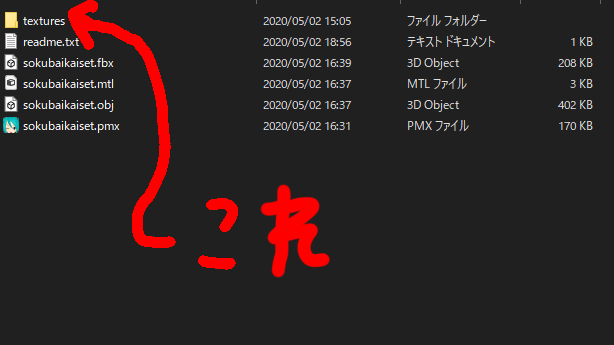 textures 2020/05/02 15:05 ファイル フォルダー
readme.txt 2020/05/02 18:56 テキスト ドキュメント 1 KB
sokubaikaiset.fbx 2020/05/02 16:39 3D Object 208 KB
sokubaikaiset.mtl 2020/05/02 16:37 MTL ファイル 3 KB
sokubaikaiset.obj 2020/05/02 16:37 3D Object 402 KB
sokubaikaiset.pmx 2020/05/02 16:31 PMX ファイル 170 KB
これ